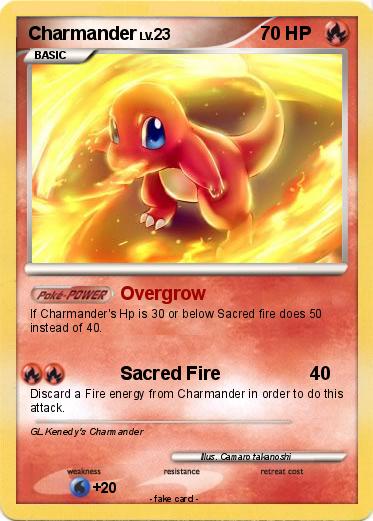 Charmander LV.23 70 HP
BASIC
Poké-POWER Overgrow
If Charmander's Hp is 30 or below Sacred fire does 50
instead of 40.
Sacred Fire 40
Discard a Fire energy from Charmander in order to do this
attack.
GL.Kenedy's Charmander
Illus. Camaro takanoshi
weakness resistance retreat cost
+20
- fake card -